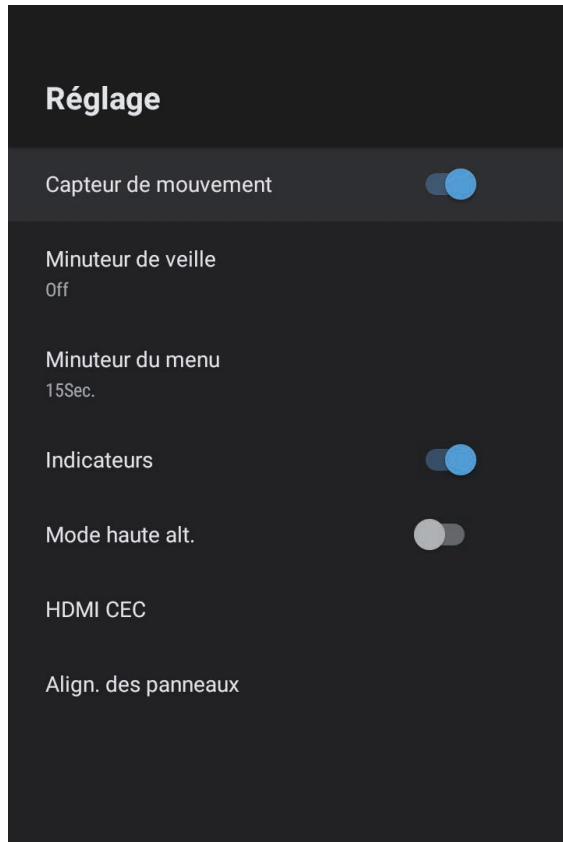 Réglage
Capteur de mouvement
Minuteur de veille
Off
Minuteur du menu
15Sec.
Indicateurs
Mode haute alt.
HDMI CEC
Align. des panneaux